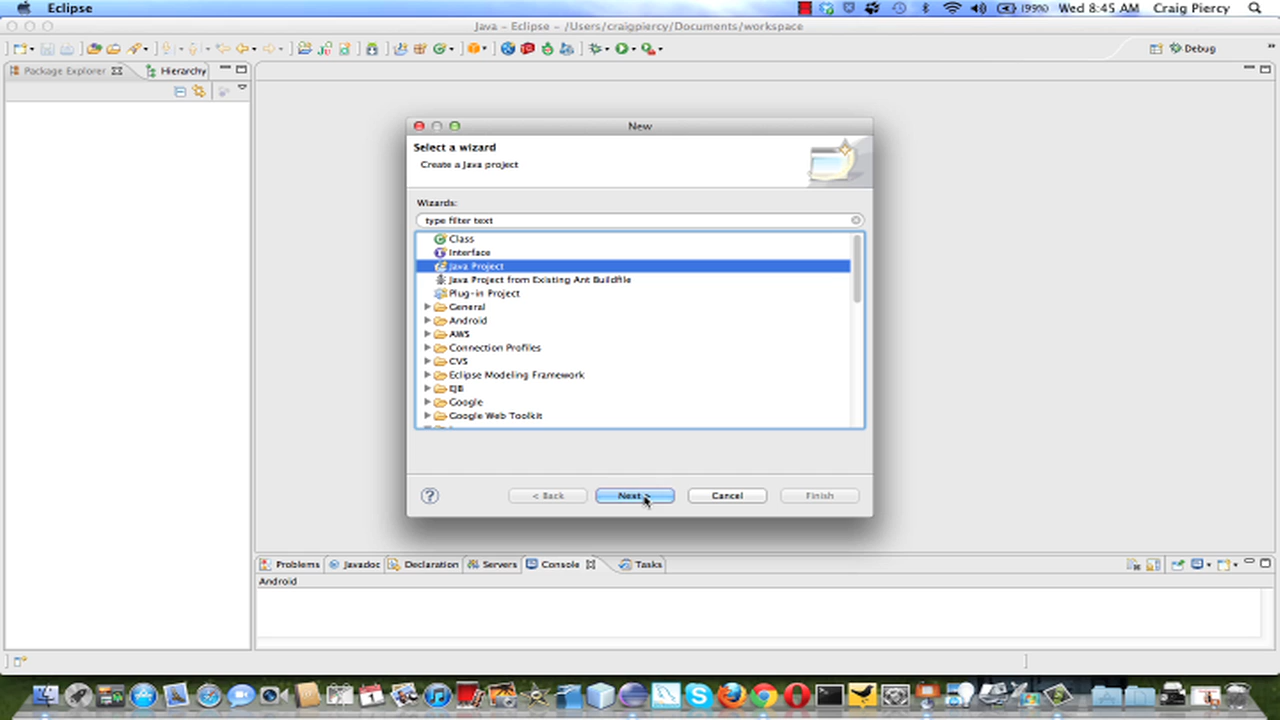 Eclipse (99%) Wed 8:45 AM Craig Piercy
Java - Eclipse - /Users/craigpiercy/Documents/workspace
Debug
Package Explorer Hierarchy
New
Select a wizard
Create a Java project
Wizards:
type filter text
Class
Interface
Java Project
Java Project from Existing Ant Buildfile
Plug-in Project
General
Android
AWS
Connection Profiles
CVS
Eclipse Modeling Framework
EJB
Google
Google Web Toolkit
< Back Next > Cancel Finish
Problems Javadoc Declaration Servers Console Tasks
Android